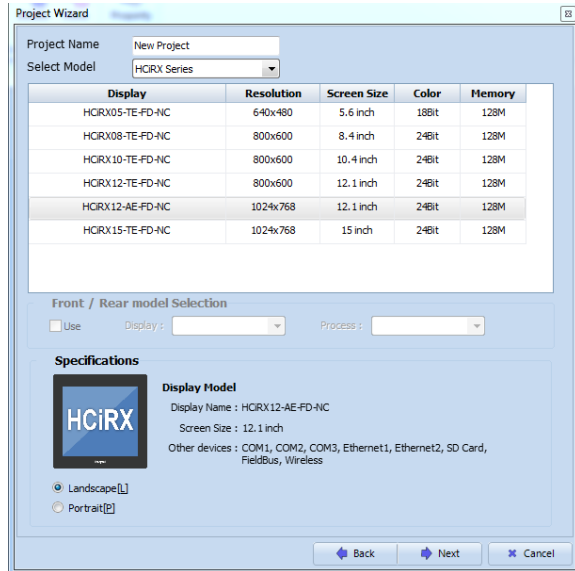 Project Wizard
Project Name New Project
Select Model HCiRX Series
Display Resolution Screen Size Color Memory
HCiRX05-TE-FD-NC 640x480 5.6 inch 18Bit 128M
HCiRX08-TE-FD-NC 800x600 8.4 inch 24Bit 128M
HCiRX10-TE-FD-NC 800x600 10.4 inch 24Bit 128M
HCiRX12-TE-FD-NC 800x600 12.1 inch 24Bit 128M
HCiRX12-AE-FD-NC 1024x768 12.1 inch 24Bit 128M
HCiRX15-TE-FD-NC 1024x768 15 inch 24Bit 128M
Front / Rear model Selection
Use Display : Process :
Specifications
HCiRX
Display Model
Display Name : HCiRX12-AE-FD-NC
Screen Size : 12.1 inch
Other devices : COM1, COM2, COM3, Ethernet1, Ethernet2, SD Card,
FieldBus, Wireless
Landscape[L]
Portrait[P]
Back Next Cancel